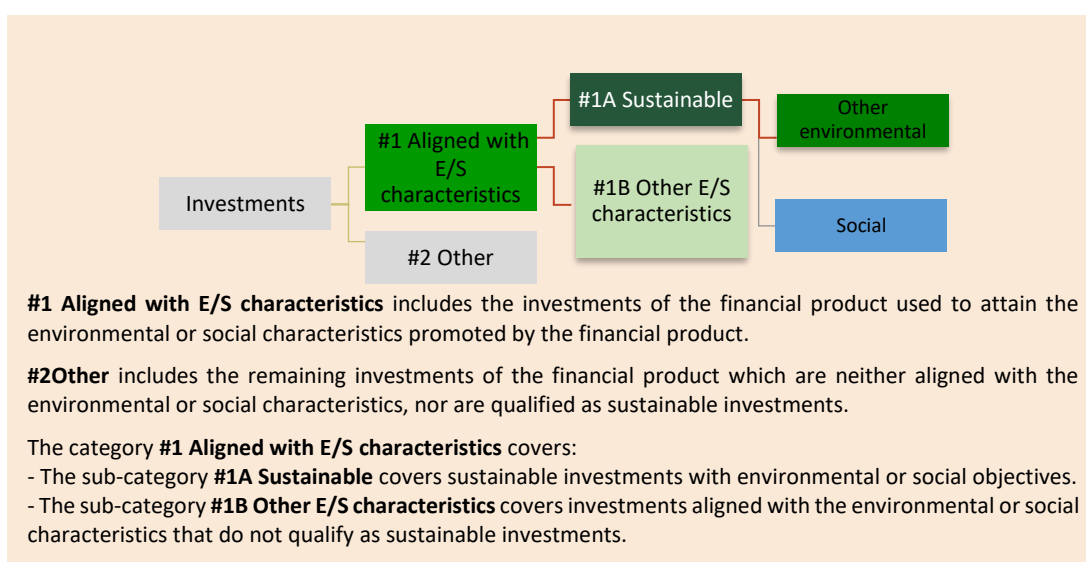 #1A Sustainable
Other
environmental
#1 Aligned with
E/S
characteristics
#1B Other E/S
characteristics
Investments
Social
#2 Other
#1 Aligned with E/S characteristics includes the investments of the financial product used to attain the
environmental or social characteristics promoted by the financial product.
#2Other includes the remaining investments of the financial product which are neither aligned with the
environmental or social characteristics, nor are qualified as sustainable investments.
The category #1 Aligned with E/S characteristics covers:
- The sub-category #1A Sustainable covers sustainable investments with environmental or social objectives.
- The sub-category #1B Other E/S characteristics covers investments aligned with the environmental or social
characteristics that do not qualify as sustainable investments.